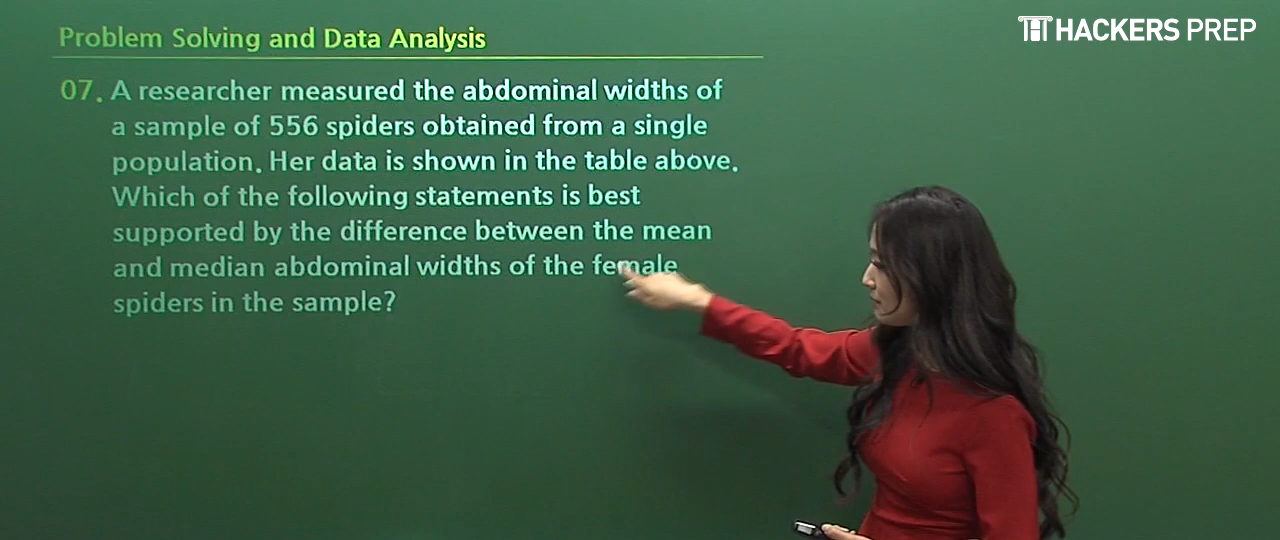 Problem Solving and Data Analysis
HACKERS PREP
07. A researcher measured the abdominal widths of
a sample of 556 spiders obtained from a single
population. Her data is shown in the table above.
Which of the following statements is best
supported by the difference between the mean
and median abdominal widths of the female
spiders in the sample?